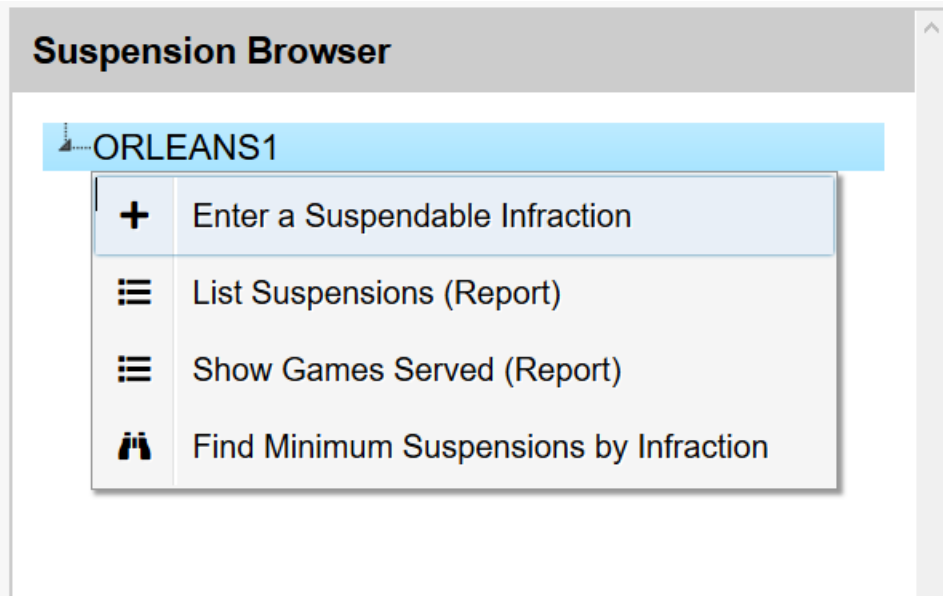 Suspension Browser
ORLEANS1
Enter a Suspendable Infraction
List Suspensions (Report)
Show Games Served (Report)
Find Minimum Suspensions by Infraction